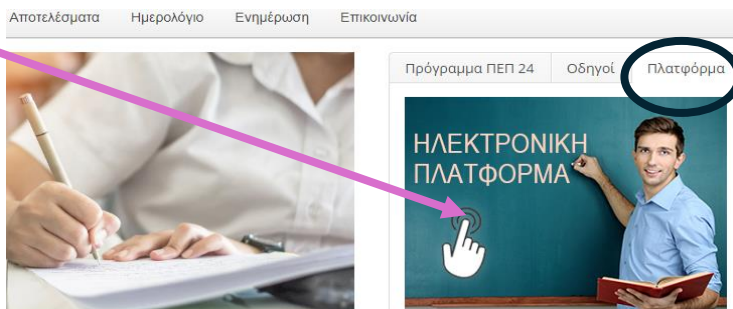 Αποτελέσματα Ημερολόγιο Ενημέρωση Επικοινωνία
Πρόγραμμα ΠΕΠ 24 Οδηγοί Πλατφόρμα
ΗΛΕΚΤΡΟΝΙΚΗ
ΠΛΑΤΦΟΡΜΑ